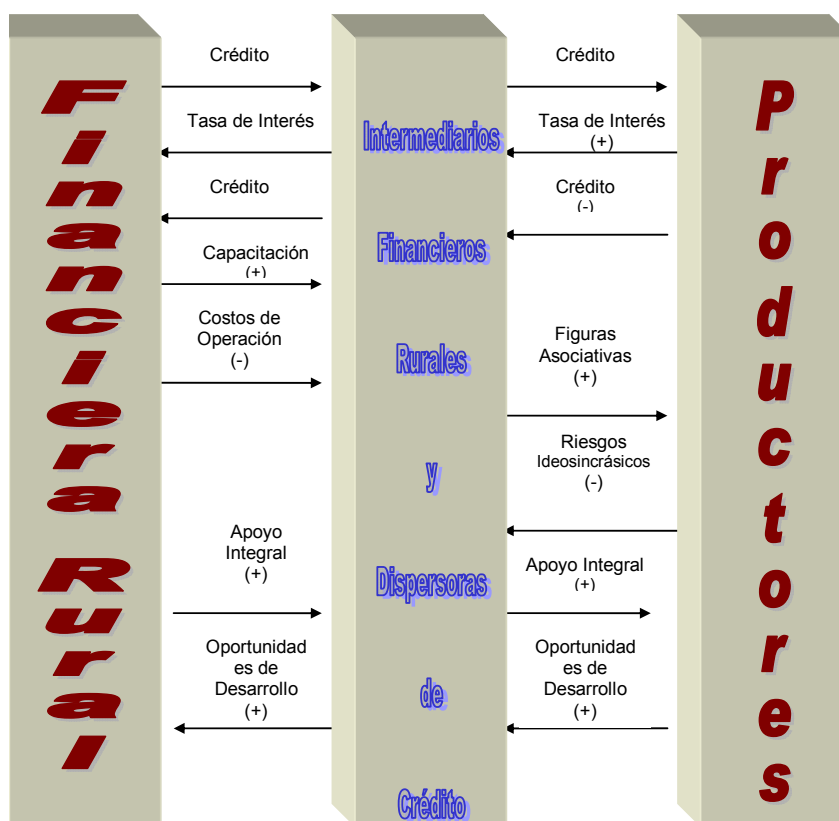 Financiera Rural
Crédito
Tasa de Interés
Crédito
Capacitación
(+)
Costos de
Operación
(-)
Apoyo
Integral
(+)
Oportunidad
es de
Desarrollo
(+)
Intermediarios
Financieros
Rurales
y
Dispersoras
de
Crédito
Crédito
Tasa de Interés
(+)
Crédito
(-)
Figuras
Asociativas
(+)
Riesgos
Ideosincrásicos
(-)
Apoyo Integral
(+)
Oportunidad
es de
Desarrollo
(+)
Productores